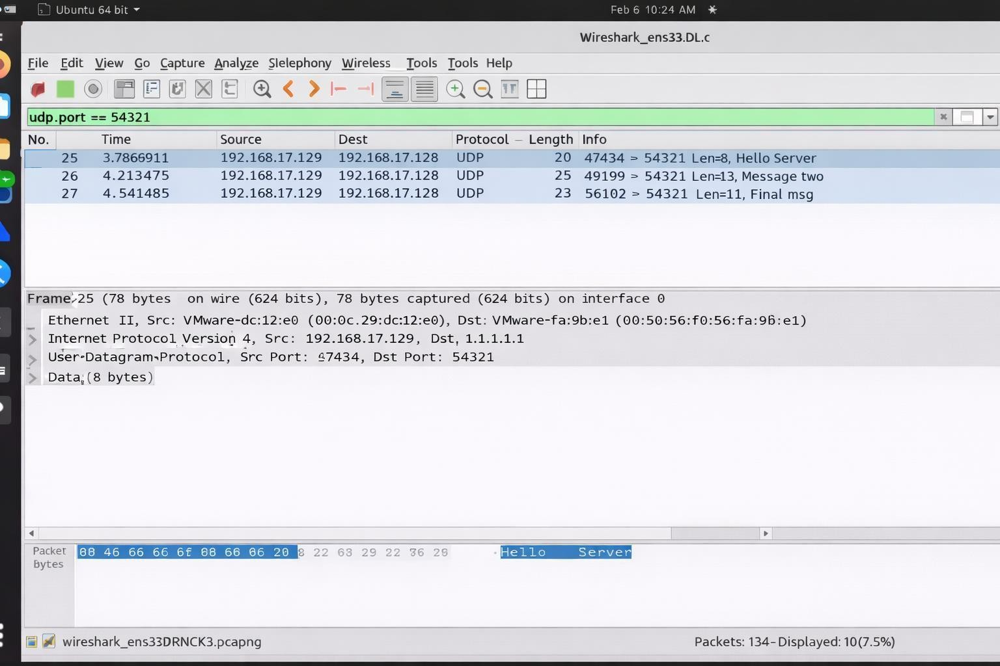 Ubuntu 64 bit Feb 6 10:24 AM
Wireshark_ens33.DL.c
File Edit View Go Capture Analyze Slelephony Wireless Tools Tools Help
udp.port == 54321
No. Time Source Dest Protocol – Length Info
25 3.7866911 192.168.17.129 192.168.17.128 UDP 20 47434 > 54321 Len=8, Hello Server
26 4.213475 192.168.17.129 192.168.17.128 UDP 25 49199 > 54321 Len=13, Message two
27 4.541485 192.168.17.129 192.168.17.128 UDP 23 56102 > 54321 Len=11, Final msg
Frame 25 (78 bytes on wire (624 bits), 78 bytes captured (624 bits) on interface 0
Ethernet II, Src: VMware-dc:12:e0 (00:0c.29:dc:12:e0), Dst: VMware-fa:9b:e1 (00:50:56:f0:56:fa:9b:e1)
Internet Protocol Version 4, Src: 192.168.17.129, Dst, 1.1.1.1.1
User-Datagram-Protocol, Src Port: 47434, Dst Port: 54321
Data (8 bytes)
Packet 46 66 66 6f 66 20 22 29 22 Hello Server
bytes
wireshark_ens33DRNCK3.pcapng Packets: 134–Displayed: 10(7.5%)